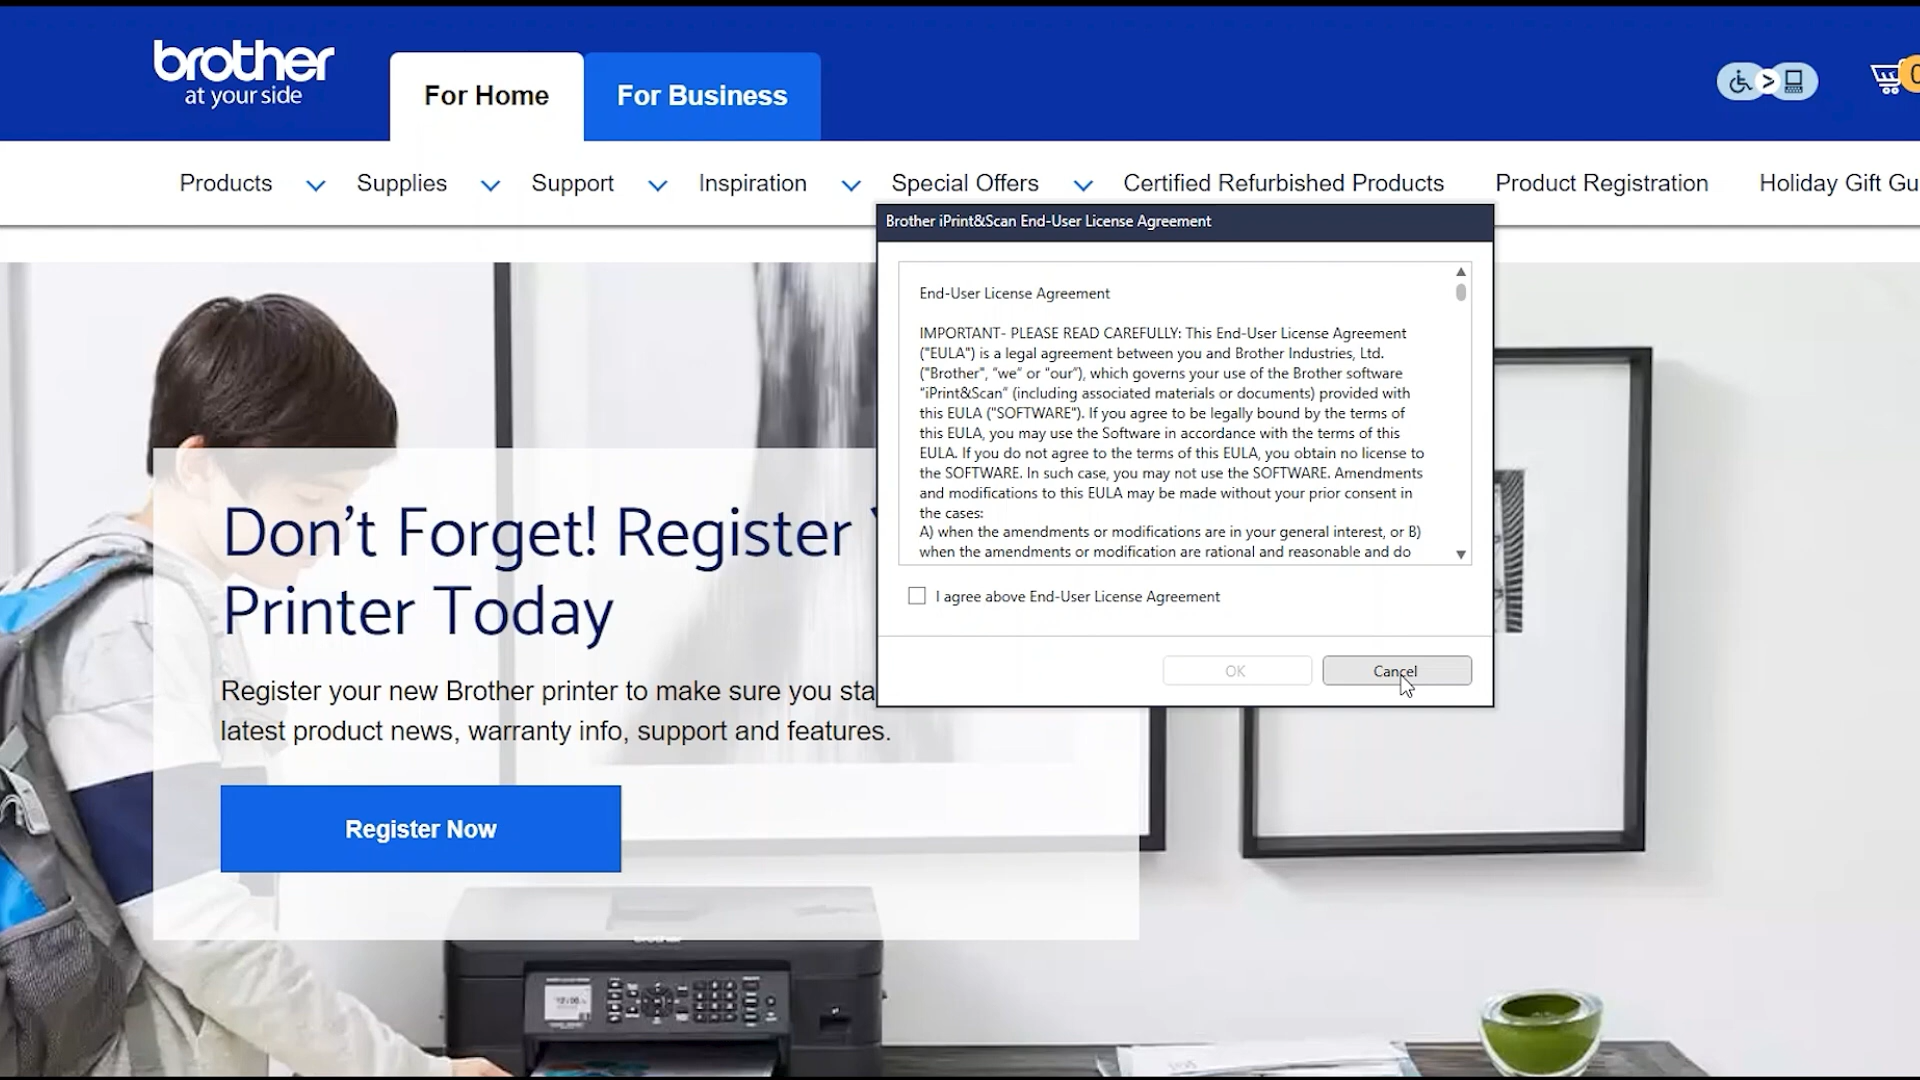 brother
at your side
For Home
For Business
Products
Supplies
Support
Inspiration
Special Offers
Certified Refurbished Products
Product Registration
Holiday Gift Gu
Brother iPrint&Scan End-User License Agreement
End-User License Agreement
IMPORTANT- PLEASE READ CAREFULLY: This End-User License Agreement
("EULA") is a legal agreement between you and Brother Industries, Ltd.
("Brother", "we" or "our"), which governs your use of the Brother software
"iPrint&Scan" (including associated materials or documents) provided with
this EULA ("SOFTWARE"). If you agree to be legally bound by the terms of
this EULA, you may use the Software in accordance with the terms of this
EULA. If you do not agree to the terms of this EULA, you obtain no license to
the SOFTWARE. In such case, you may not use the SOFTWARE. Amendments
and modifications to this EULA may be made without your prior consent in
the cases:
A) when the amendments or modifications are in your general interest, or B)
when the amendments or modification are rational and reasonable and do
I agree above End-User License Agreement
OK
Cancel
Don't Forget! Register
Printer Today
Register your new Brother printer to make sure you sta
latest product news, warranty info, support and features.
Register Now
brother